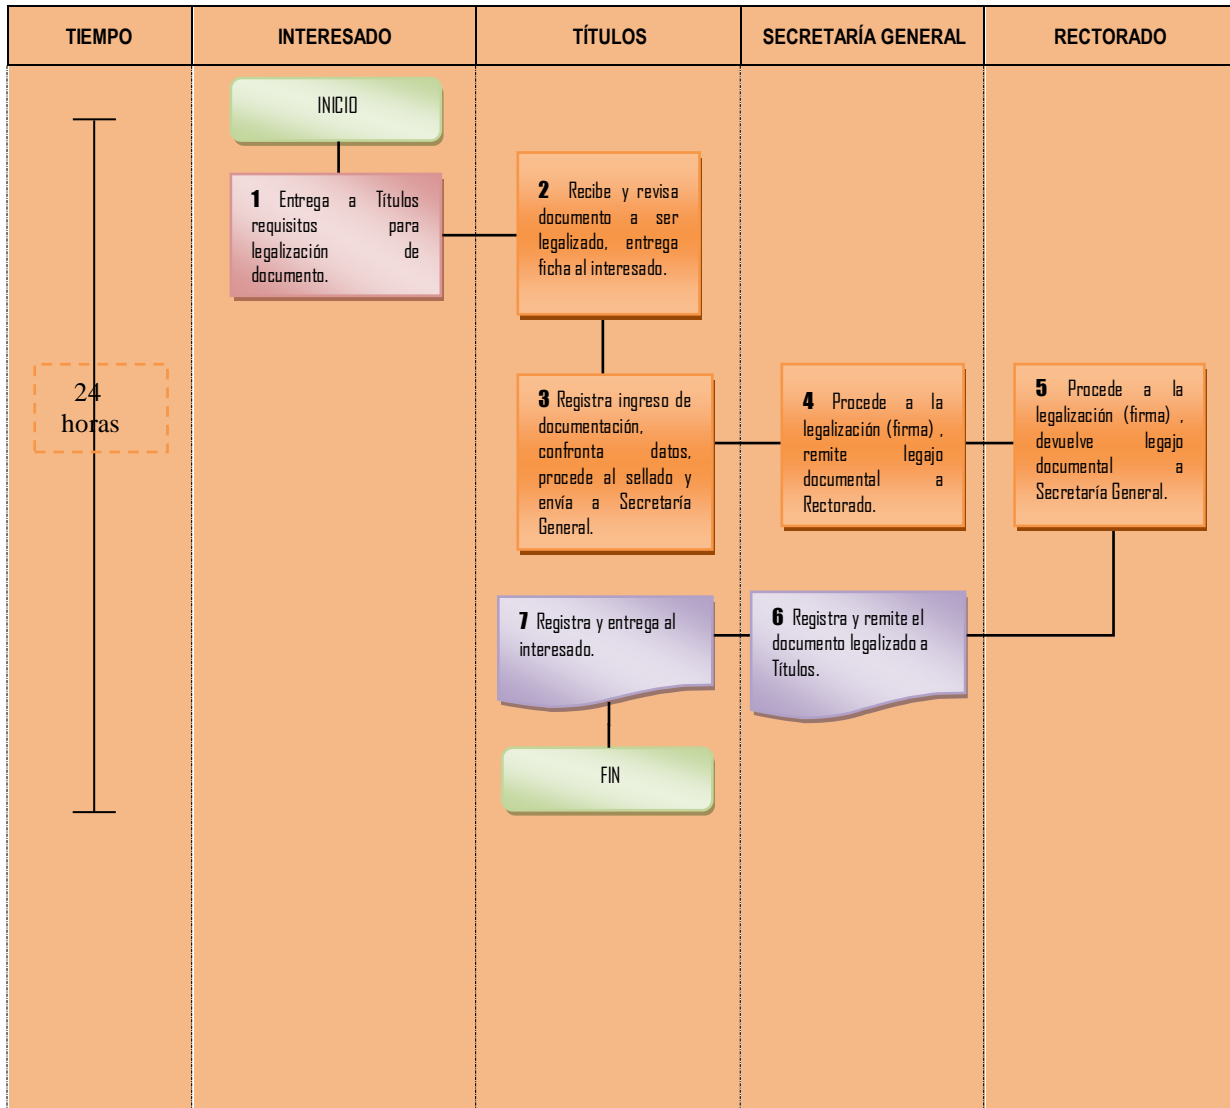 TIEMPO INTERESADO TÍTULOS SECRETARÍA GENERAL RECTORADO
INICIO
1 Entrega a Títulos
requisitos para
legalización de
documento.
2 Recibe y revisa
documento a ser
legalizado, entrega
ficha al interesado.
24
horas
3 Registra ingreso de
documentación,
confronta datos,
procede al sellado y
envía a Secretaría
General.
4 Procede a la
legalización (firma) ,
remite legajo
documental a
Rectorado.
5 Procede a la
legalización (firma) ,
devuelve legajo
documental a
Secretaría General.
7 Registra y entrega al
interesado.
6 Registra y remite el
documento legalizado a
Títulos.
FIN